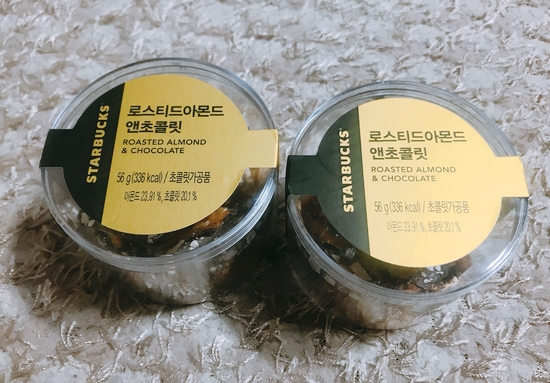 STARBUCKS
로스티드아몬드
앤초콜릿
ROASTED ALMOND
& CHOCOLATE
56 g (336 kcal) / 초콜릿가공품
아몬드 23.91 %, 초콜릿 20.1 %
STARBUCKS
로스티드아몬드
앤초콜릿
ROASTED ALMOND
& CHOCOLATE
56 g (336 kcal) / 초콜릿가공품
아몬드 23.91 %, 초콜릿 20.1 %